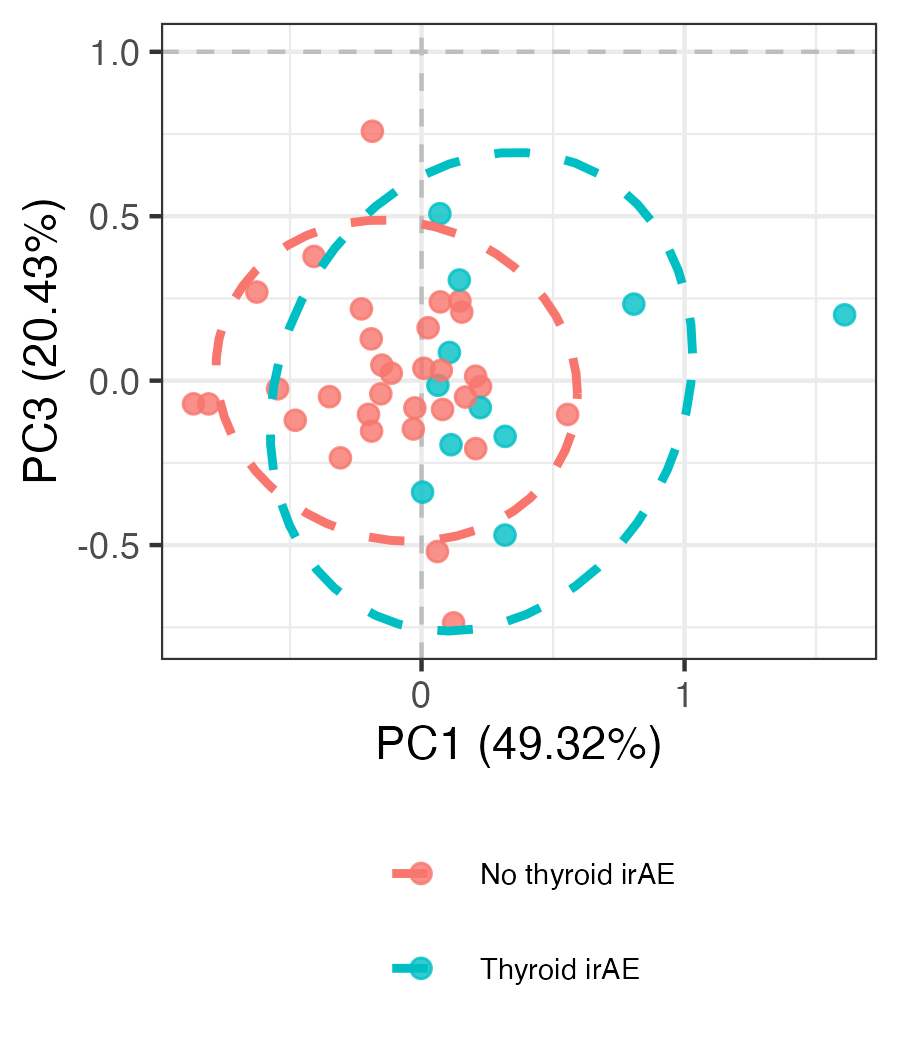 1.0
0.5
0.0
-0.5
PC3 (20.43%)
0 1
PC1 (49.32%)
No thyroid irAE
Thyroid irAE